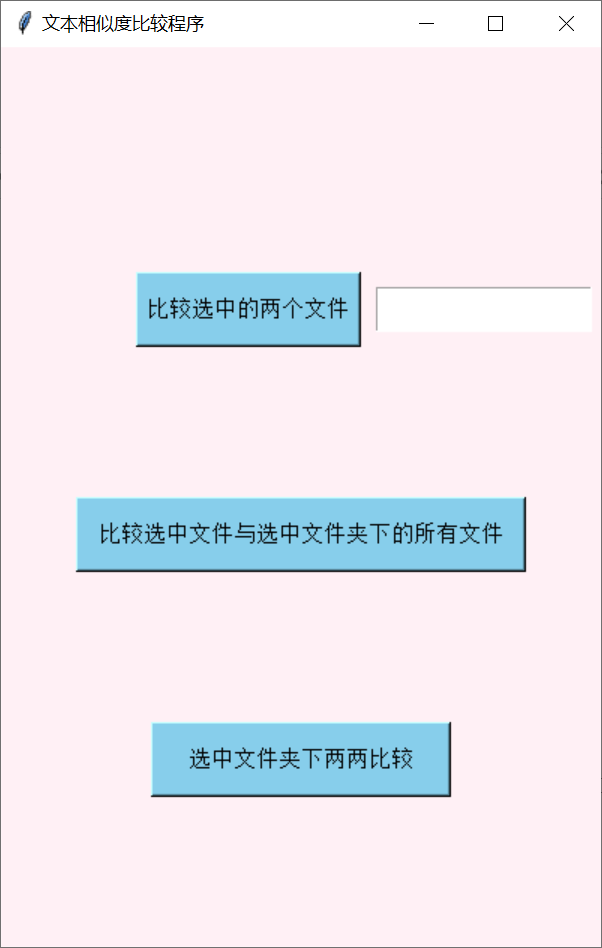 文本相似度比较程序
比较选中的两个文件
比较选中文件与选中文件夹下的所有文件
选中文件夹下两两比较